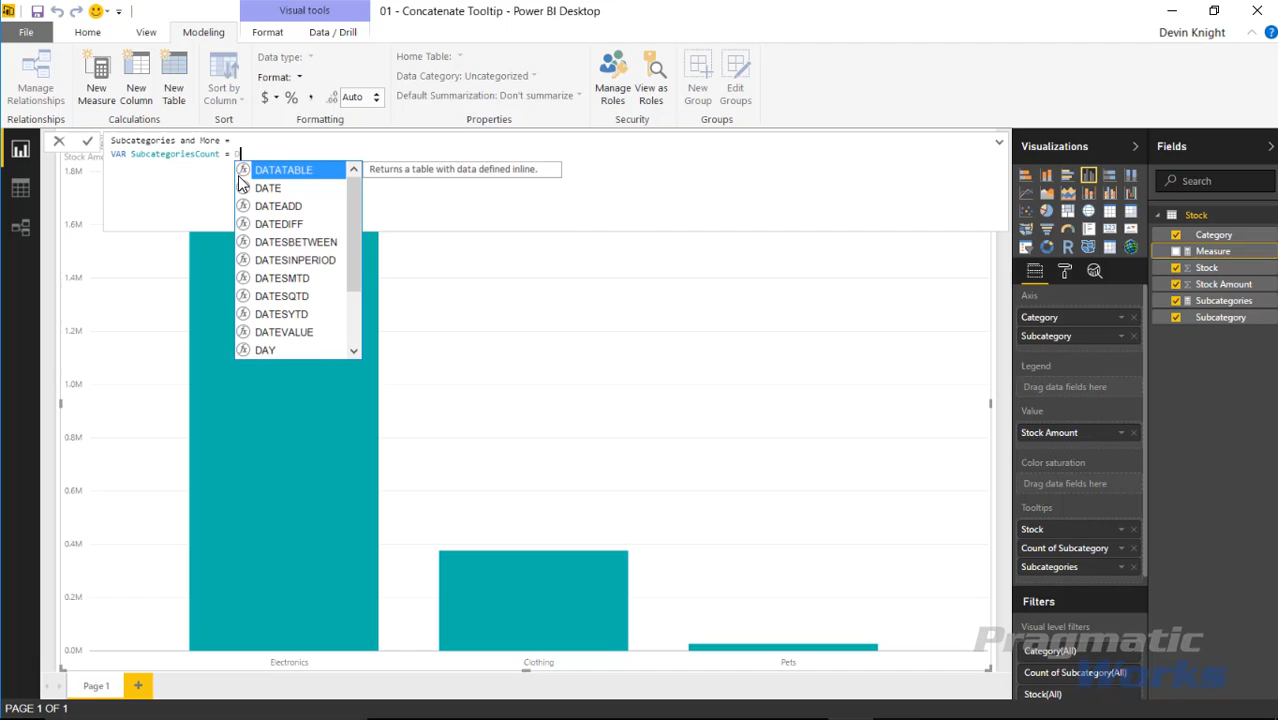 Visual tools
01 - Concatenate Tooltip - Power BI Desktop
File
Home
View
Modeling
Format
Data / Drill
Devin Knight
Manage Relationships
New Measure
New Column
New Table
Sort by Column
Data type:
Format:
$
%
,
.00
Auto
Home Table:
Data Category: Uncategorized
Default Summarization: Don't summarize
Manage Roles
View as Roles
New Group
Edit Groups
Relationships
Calculations
Sort
Formatting
Properties
Security
Groups
Subcategories and More =
VAR SubcategoriesCount = D
Stock Am
DATATABLE
Returns a table with data defined inline.
DATE
DATEADD
DATEDIFF
DATESBETWEEN
DATESINPERIOD
DATESMTD
DATESQTD
DATESYTD
DATEVALUE
DAY
1.8M
1.6M
1.4M
1.2M
1.0M
0.8M
0.6M
0.4M
0.2M
0.0M
Electronics
Clothing
Pets
Visualizations
Axis
Category
Subcategory
Legend
Drag data fields here
Value
Stock Amount
Color saturation
Drag data fields here
Tooltips
Stock
Count of Subcategory
Subcategories
Filters
Visual level filters
Category(All)
Count of Subcategory(All)
Stock(All)
Fields
Search
Stock
Category
Measure
Stock
Stock Amount
Subcategories
Subcategory
Pragmatic
Works
Page 1
PAGE 1 OF 1